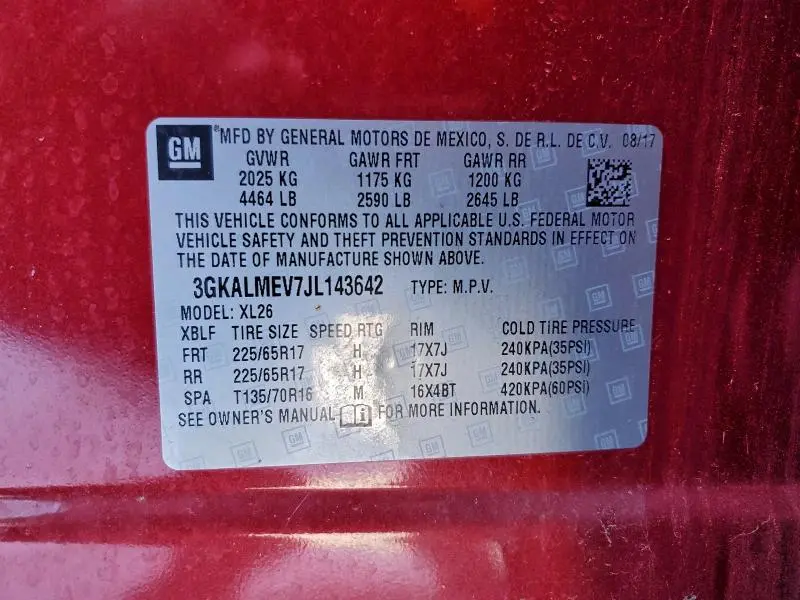 GM ®MFD BY GENERAL MOTORS DE MEXICO, S. DE R.L. DE C.V. 08/17
GVWR GAWR FRT GAWR RR
2025 KG 1175 KG 1200 KG
4464 LB 2590 LB 2645 LB
THIS VEHICLE CONFORMS TO ALL APPLICABLE U.S. FEDERAL MOTOR
VEHICLE SAFETY AND THEFT PREVENTION STANDARDS IN EFFECT ON
THE DATE OF MANUFACTURE SHOWN ABOVE.
3GKALMEV7JL143642 TYPE: M.P.V.
MODEL: XL26
XBLF TIRE SIZE SPEED RTG RIM COLD TIRE PRESSURE
FRT 225/65R17 H 17X7J 240KPA(35PSI)
RR 225/65R17 H 17X7J 240KPA(35PSI)
SPA T135/70R16 M 16X4BT 420KPA(60PSI)
SEE OWNER'S MANUAL FOR MORE INFORMATION.